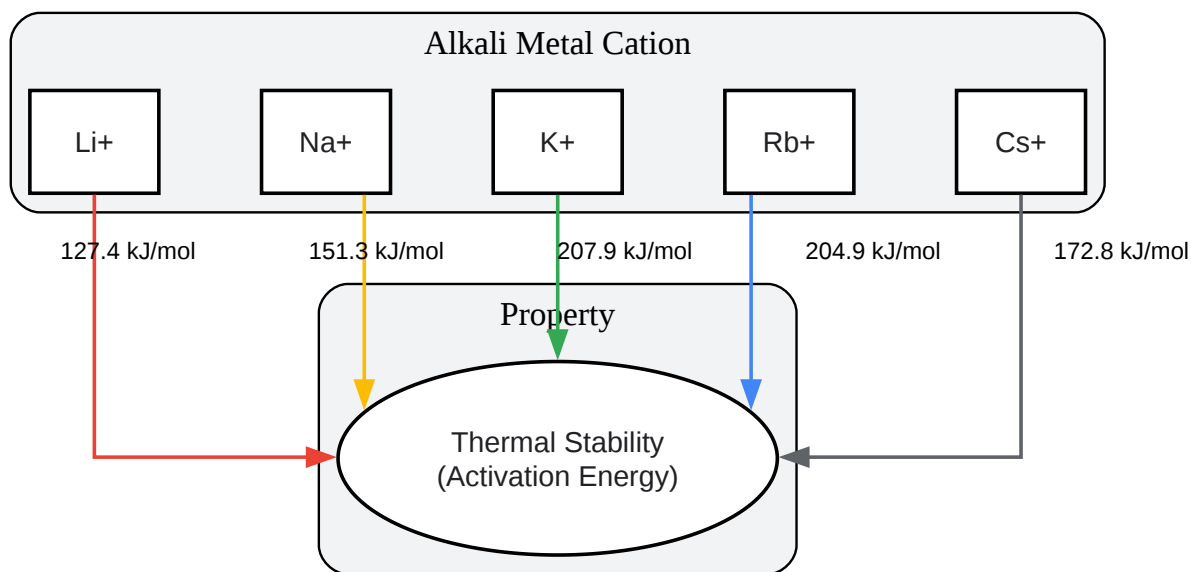 Alkali Metal Cation
Li+
Na+
K+
Rb+
Cs+
127.4 kJ/mol
151.3 kJ/mol
207.9 kJ/mol
204.9 kJ/mol
172.8 kJ/mol
Property
Thermal Stability
(Activation Energy)